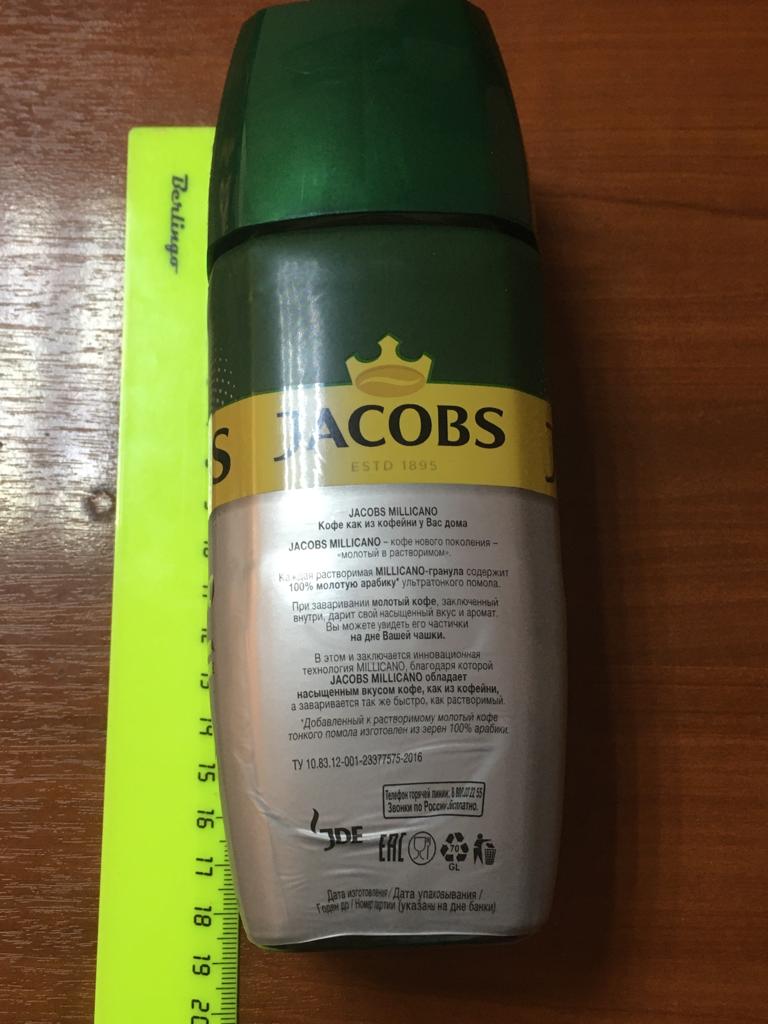 Berlingo
S JACOBS J
ESTD 1895
JACOBS MILLICANO
Кофе как из кофейни у Вас дома
JACOBS MILLICANO – кофе нового поколения –
«молотый в растворимом».
Каждая растворимая MILLICANO-гранула содержит
100% молотую арабику* ультратонкого помола.
При заваривании молотый кофе, заключенный
внутри, дарит свой насыщенный вкус и аромат.
Вы можете увидеть его частички
на дне Вашей чашки.
В этом и заключается инновационная
технология MILLICANO, благодаря которой
JACOBS MILLICANO обладает
насыщенным вкусом кофе, как из кофейни,
а заваривается так же быстро, как растворимый.
*Добавленный к растворимому молотый кофе
тонкого помола изготовлен из зерен 100% арабики.
ТУ 10.83.12-001-23377575-2016
Телефон горячей линии:
Звонки по России бесплатно.
JDE EAC 70
GL
Дата изготовления / Дата упаковывания /
Годен до / Номер партии (указаны на дне банки)
9
10
11
12
13
14
15
16
17
18
19
20